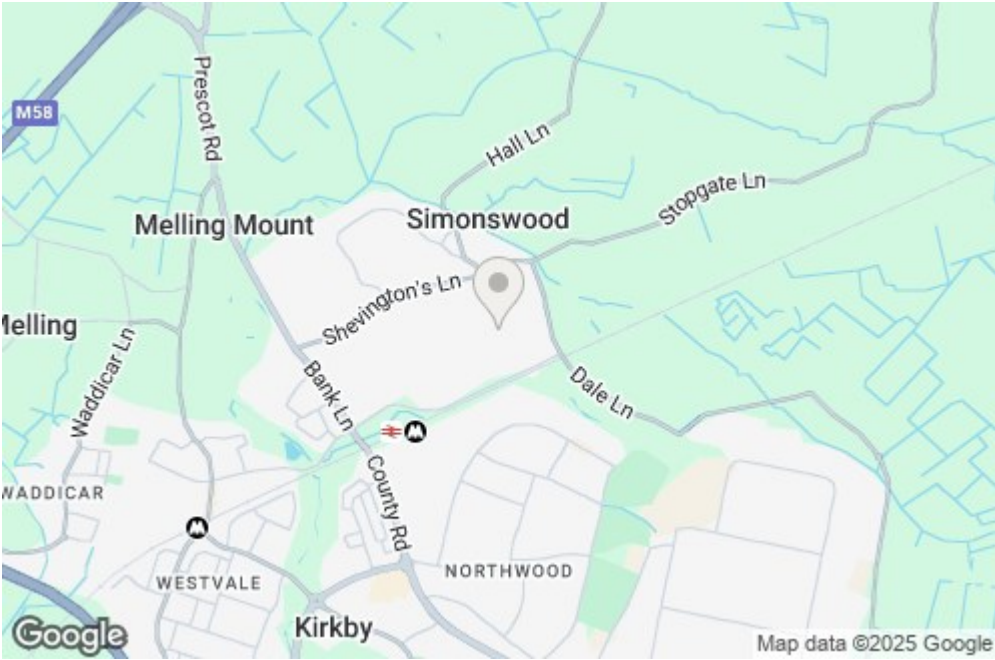 M58
Prescot Rd
Hall Ln
Stopgate Ln
Melling Mount
Simonswood
Shevington's Ln
Melling
Waddicar Ln
Bank Ln
Dale Ln
WADDICAR
County Rd
WESTVALE
NORTHWOOD
Kirkby
Google
Map data ©2025 Google